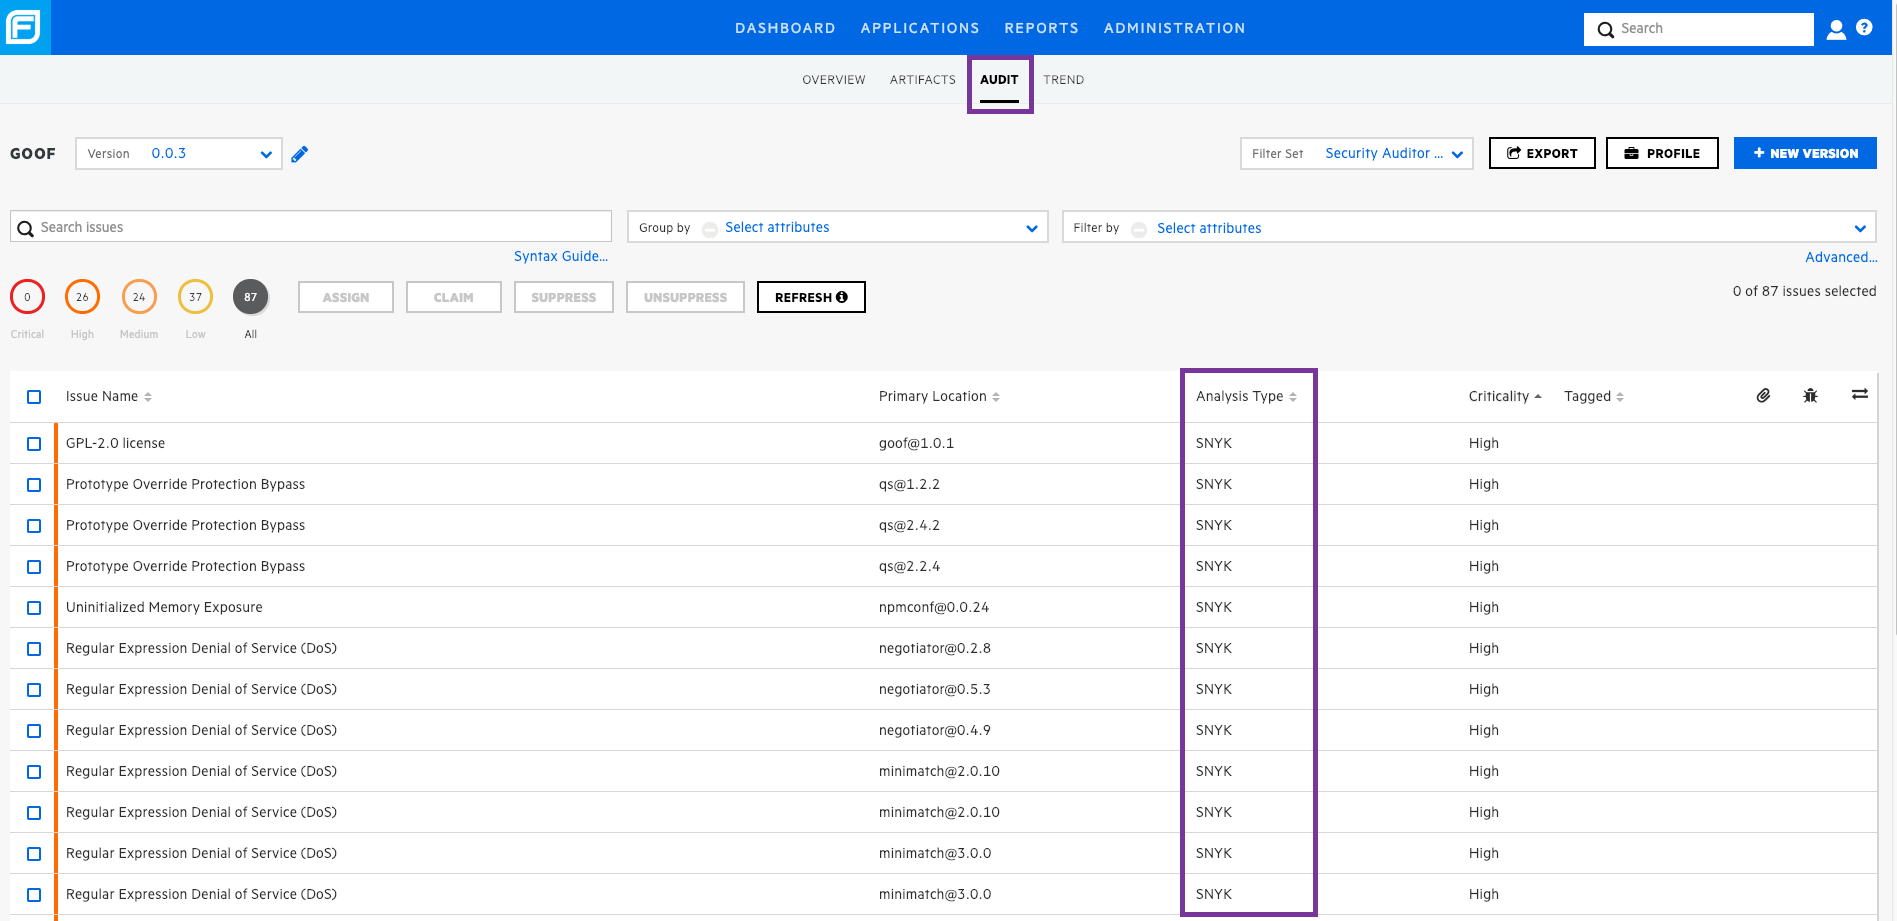 DASHBOARD APPLICATIONS REPORTS ADMINISTRATION Search
OVERVIEW ARTIFACTS AUDIT TREND
GOOF Version 0.0.3 Filter Set Security Auditor ... EXPORT PROFILE + NEW VERSION
Search issues Group by Select attributes Filter by Select attributes
Syntax Guide... Advanced...
0 26 24 37 87 ASSIGN CLAIM SUPPRESS UNSUPPRESS REFRESH 0 of 87 issues selected
Critical High Medium Low All
Issue Name Primary Location Analysis Type Criticality Tagged
GPL-2.0 license goof@1.0.1 SNYK High
Prototype Override Protection Bypass qs@1.2.2 SNYK High
Prototype Override Protection Bypass qs@2.4.2 SNYK High
Prototype Override Protection Bypass qs@2.2.4 SNYK High
Uninitialized Memory Exposure npmconf@0.0.24 SNYK High
Regular Expression Denial of Service (DoS) negotiator@0.2.8 SNYK High
Regular Expression Denial of Service (DoS) negotiator@0.5.3 SNYK High
Regular Expression Denial of Service (DoS) negotiator@0.4.9 SNYK High
Regular Expression Denial of Service (DoS) minimatch@2.0.10 SNYK High
Regular Expression Denial of Service (DoS) minimatch@2.0.10 SNYK High
Regular Expression Denial of Service (DoS) minimatch@3.0.0 SNYK High
Regular Expression Denial of Service (DoS) minimatch@3.0.0 SNYK High